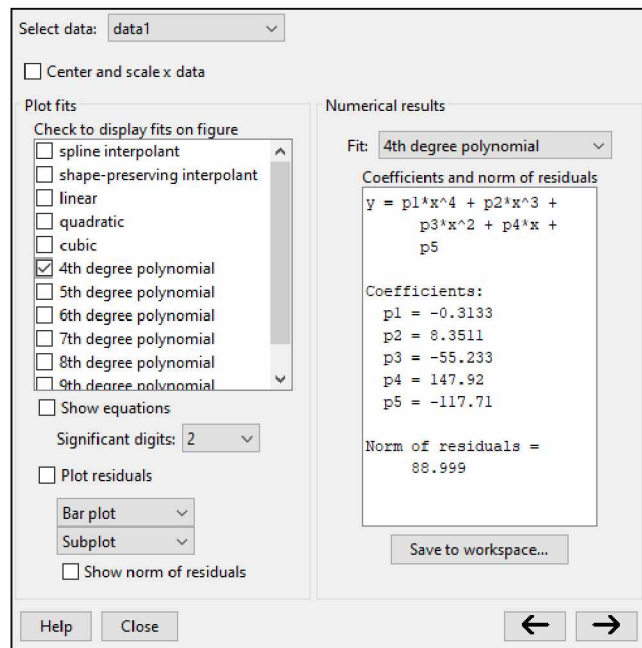 Select data: data1
Center and scale x data
Plot fits
Check to display fits on figure
spline interpolant
shape-preserving interpolant
linear
quadratic
cubic
4th degree polynomial
5th degree polynomial
6th degree polynomial
7th degree polynomial
8th degree polynomial
9th degree polynomial
Show equations
Significant digits: 2
Plot residuals
Bar plot
Subplot
Show norm of residuals
Numerical results
Fit: 4th degree polynomial
Coefficients and norm of residuals
y = p1*x^4 + p2*x^3 +
p3*x^2 + p4*x +
p5
Coefficients:
p1 = -0.3133
p2 = 8.3511
p3 = -55.233
p4 = 147.92
p5 = -117.71
Norm of residuals =
88.999
Save to workspace...
Help
Close